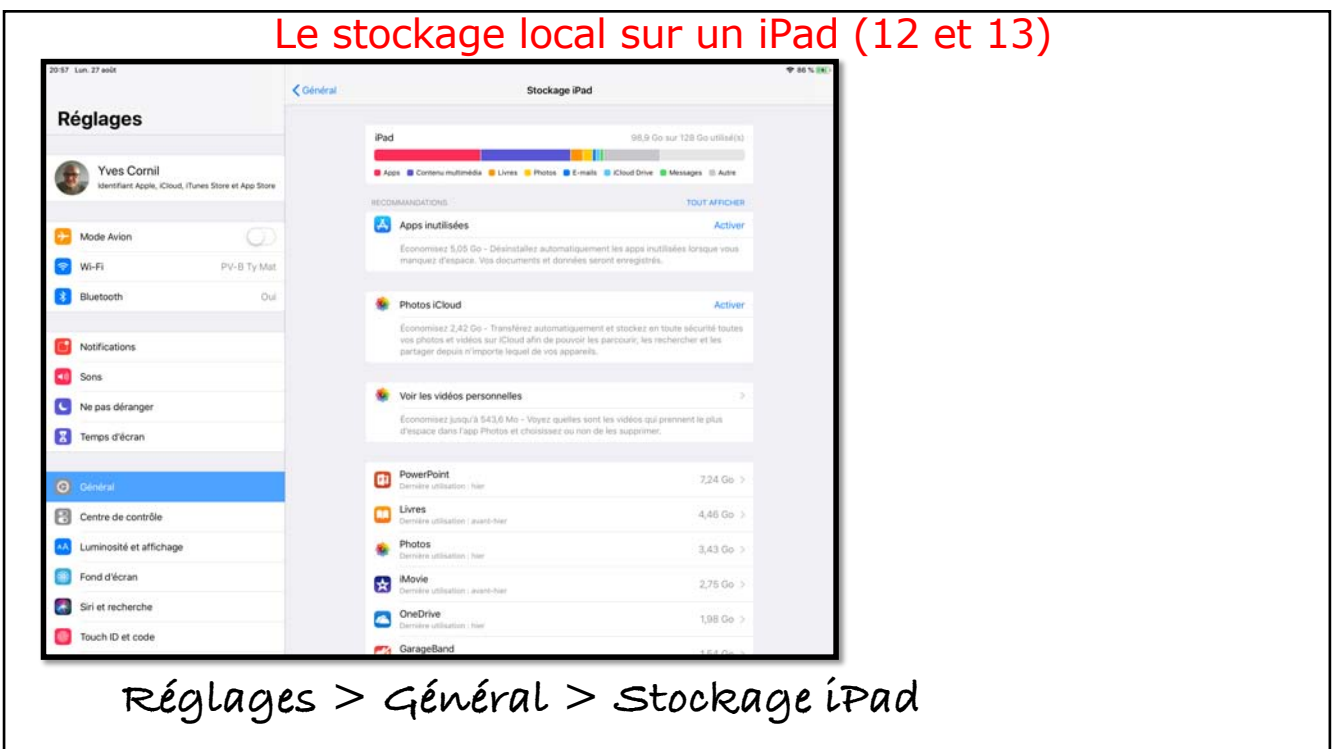 Le stockage local sur un iPad (12 et 13)
20:57 Lun. 27 août
86 %
Général
Stockage iPad
Réglages
Yves Cornil
Identifiant Apple, iCloud, iTunes Store et App Store
Mode Avion
Wi-Fi PV-B Ty Mat
Bluetooth Oui
Notifications
Sons
Ne pas déranger
Temps d'écran
Général
Centre de contrôle
Luminosité et affichage
Fond d'écran
Siri et recherche
Touch ID et code
iPad 98,9 Go sur 128 Go utilisé(s)
Apps Contenu multimédia Livres Photos E-mails iCloud Drive Messages Autre
RECOMMANDATIONS TOUT AFFICHER
Apps inutilisées Activer
Économisez 5,05 Go - Désinstallez automatiquement les apps inutilisées lorsque vous
manquez d'espace. Vos documents et données seront enregistrés.
Photos iCloud Activer
Économisez 2,42 Go - Transférez automatiquement et stockez en toute sécurité toutes
vos photos et vidéos sur iCloud afin de pouvoir les parcourir, les rechercher et les
partager depuis n'importe lequel de vos appareils.
Voir les vidéos personnelles
Économisez jusqu'à 543,6 Mo - Voyez quelles sont les vidéos qui prennent le plus
d'espace dans l'app Photos et choisissez ou non de les supprimer.
PowerPoint 7,24 Go
Dernière utilisation : hier
Livres 4,46 Go
Dernière utilisation : avant-hier
Photos 3,43 Go
Dernière utilisation : hier
iMovie 2,75 Go
Dernière utilisation : avant-hier
OneDrive 1,98 Go
Dernière utilisation : hier
GarageBand
Réglages > Général > Stockage iPad